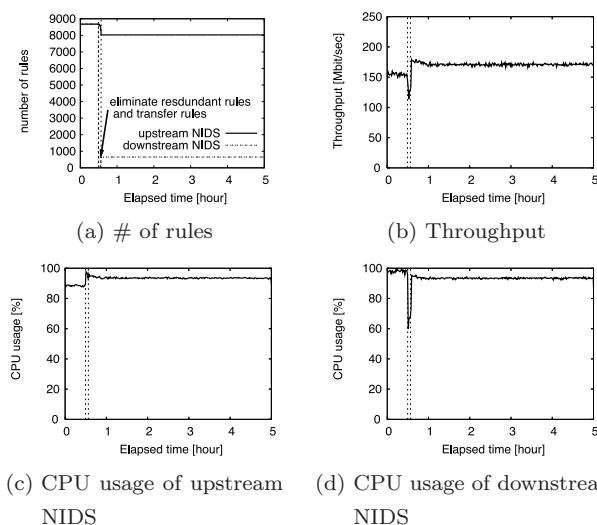 9000
8000
7000
6000
5000
4000
3000
2000
1000
0
number of rules
eliminate resdundant rules
and transfer rules
upstream NIDS
downstream NIDS
0 1 2 3 4 5
Elapsed time [hour]
(a) # of rules
250
200
150
100
50
0
Throughput [Mbit/sec]
0 1 2 3 4 5
Elapsed time [hour]
(b) Throughput
100
80
60
40
20
0
CPU usage [%]
0 1 2 3 4 5
Elapsed time [hour]
(c) CPU usage of upstream
NIDS
100
80
60
40
20
0
CPU usage [%]
0 1 2 3 4 5
Elapsed time [hour]
(d) CPU usage of downstrea
NIDS